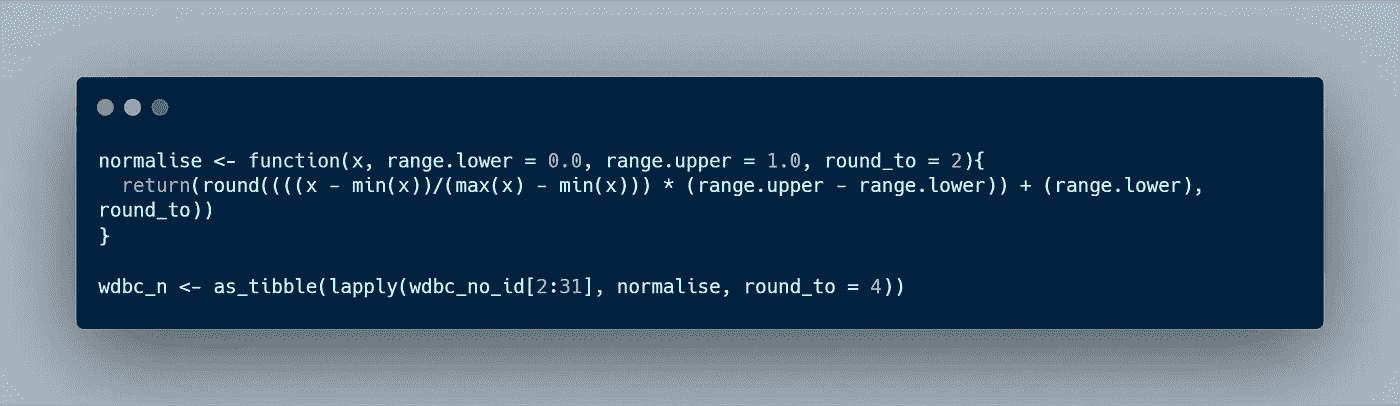 normalise <- function(x, range.lower = 0.0, range.upper = 1.0, round_to = 2){
  return(round((((x - min(x))/(max(x) - min(x))) * (range.upper - range.lower)) + (range.lower),
round_to))
}
wdbc_n <- as_tibble(lapply(wdbc_no_id[2:31], normalise, round_to = 4))